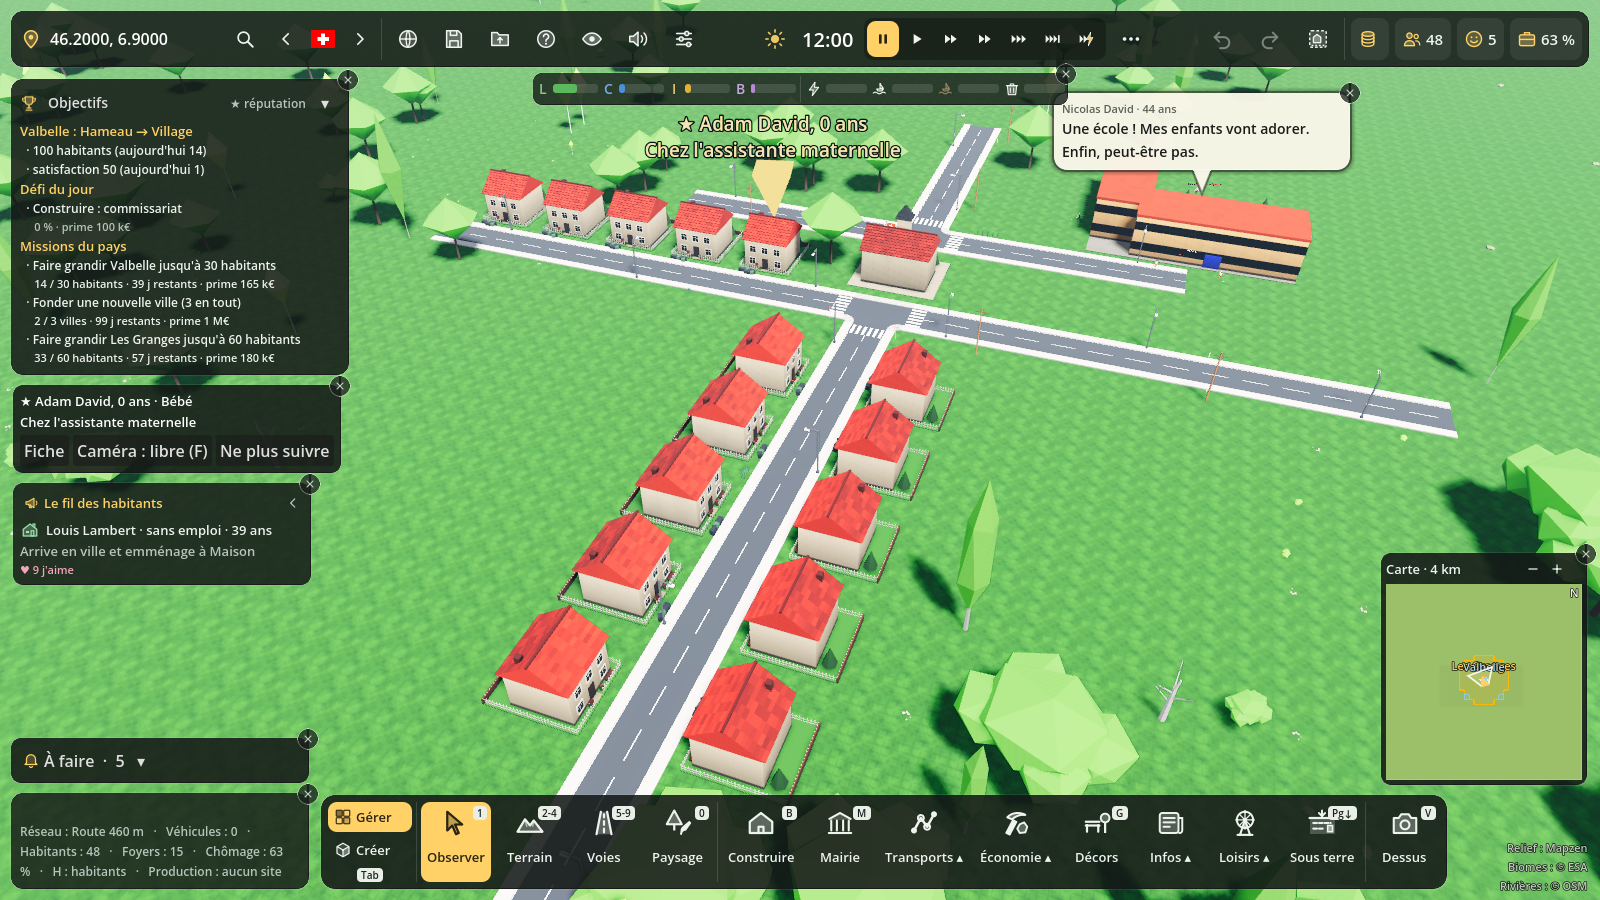 46.2000, 6.9000
12:00
48
5
63 %
L C I B
Objectifs
★ réputation ▼
Valbelle : Hameau → Village
· 100 habitants (aujourd'hui 14)
· satisfaction 50 (aujourd'hui 1)
Défi du jour
· Construire : commissariat
0 % · prime 100 k€
Missions du pays
· Faire grandir Valbelle jusqu'à 30 habitants
14 / 30 habitants · 39 j restants · prime 165 k€
· Fonder une nouvelle ville (3 en tout)
2 / 3 villes · 99 j restants · prime 1 M€
· Faire grandir Les Granges jusqu'à 60 habitants
33 / 60 habitants · 57 j restants · prime 180 k€
★ Adam David, 0 ans
Chez l'assistante maternelle
Nicolas David · 44 ans
Une école ! Mes enfants vont adorer.
Enfin, peut-être pas.
★ Adam David, 0 ans · Bébé
Chez l'assistante maternelle
Fiche Caméra : libre (F) Ne plus suivre
Le fil des habitants
Louis Lambert · sans emploi · 39 ans
Arrive en ville et emménage à Maison
♥ 9 j'aime
Carte · 4 km − +
N
À faire · 5 ▼
Réseau : Route 460 m · Véhicules : 0 ·
Habitants : 48 · Foyers : 15 · Chômage : 63
% · H : habitants · Production : aucun site
Gérer
Créer
Tab
1
Observer
2-4
Terrain
5-9
Voies
0
Paysage
B
Construire
M
Mairie
Transports ▴
Économie ▴
G
Décors
Infos ▴
Loisirs ▴
Pg↓
Sous terre
V
Dessus
Relief : Mapzen
Biomes : © ESA
Rivières : © OSM